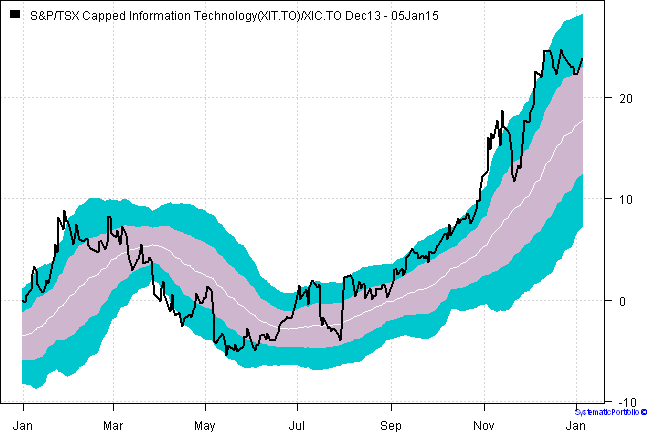 S&P/TSX Capped Information Technology(XIT.TO)/XIC.TO Dec13 - 05Jan15
20
10
0
-10
SystematicPortfolio ©
Jan Mar May Jul Sep Nov Jan